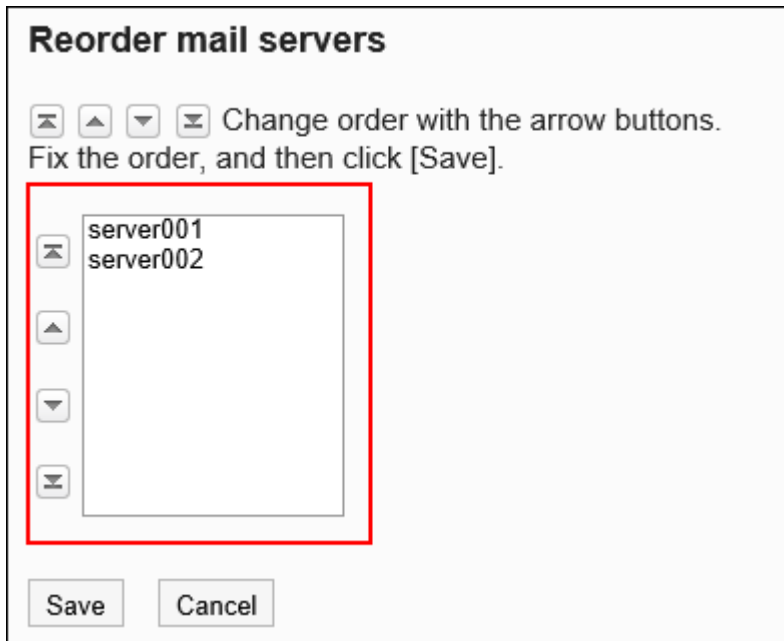 Reorder mail servers
Change order with the arrow buttons.
Fix the order, and then click [Save].
server001
server002
Save
Cancel